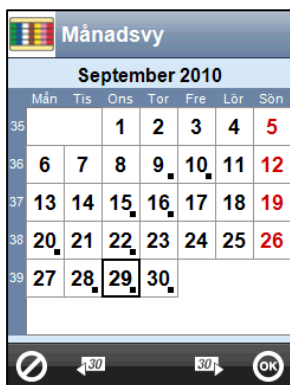 Månadsvy
September 2010
Mån Tis Ons Tor Fre Lör Sön
35 1 2 3 4 5
36 6 7 8 9 10 11 12
37 13 14 15 16 17 18 19
38 20 21 22 23 24 25 26
39 27 28 29 30
30 30 OK